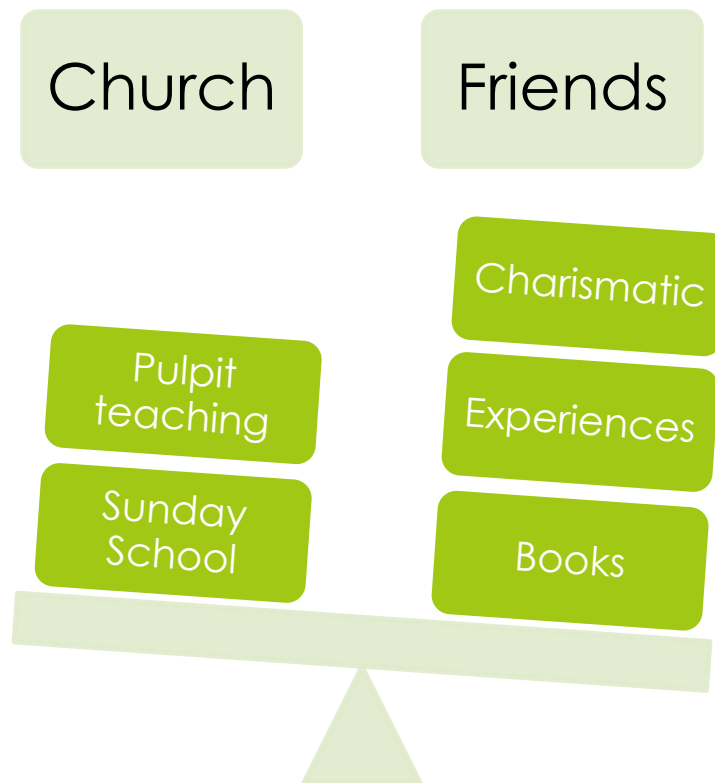 Church
Friends
Charismatic
Pulpit
teaching
Experiences
Sunday
School
Books